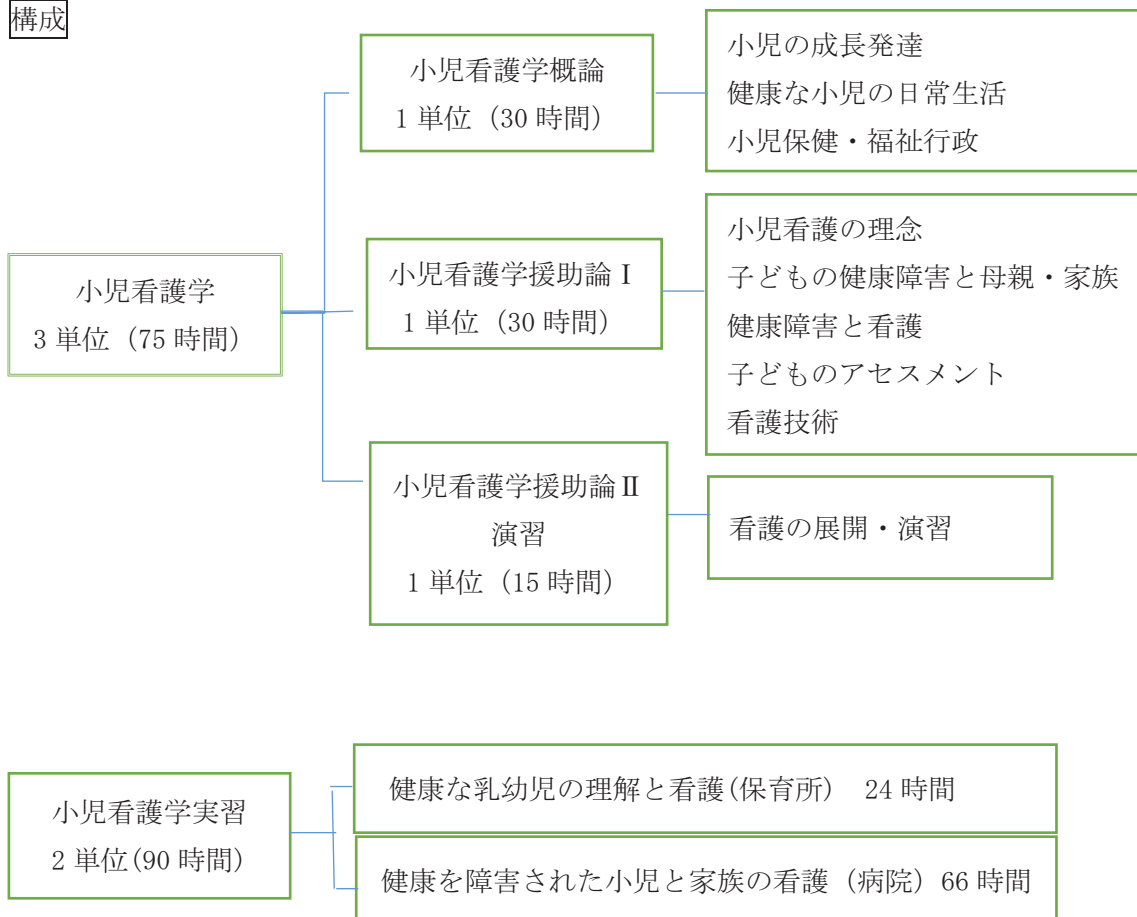 構成
小児看護学
3 単位（75 時間）
小児看護学概論
1 単位（30 時間）
小児の成長発達
健康な小児の日常生活
小児保健・福祉行政
小児看護学援助論Ⅰ
1 単位（30 時間）
小児看護の理念
子どもの健康障害と母親・家族
健康障害と看護
子どものアセスメント
看護技術
小児看護学援助論Ⅱ
演習
1 単位（15 時間）
看護の展開・演習
小児看護学実習
2 単位(90 時間)
健康な乳幼児の理解と看護(保育所)　24 時間
健康を障害された小児と家族の看護（病院）66 時間